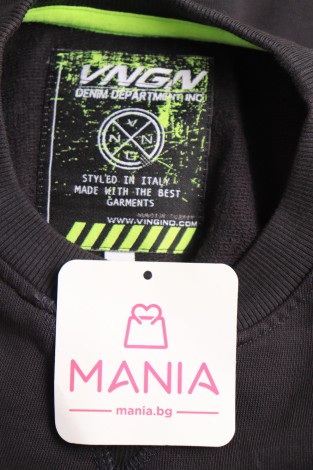 VNGN
DENIM DEPARTMENT INC
V
N N
G
STYLED IN ITALY
MADE WITH THE BEST
GARMENTS
WWW.VINGINO.COM
MANIA
mania.bg